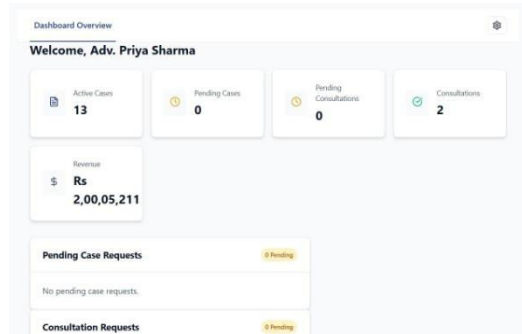 Dashboard Overview
Welcome, Adv. Priya Sharma
Active Cases
13
Pending Cases
0
Pending
Consultations
0
Consultations
2
Revenue
Rs
2,00,05,211
Pending Case Requests
0 Pending
No pending case requests.
Consultation Requests
0 Pending